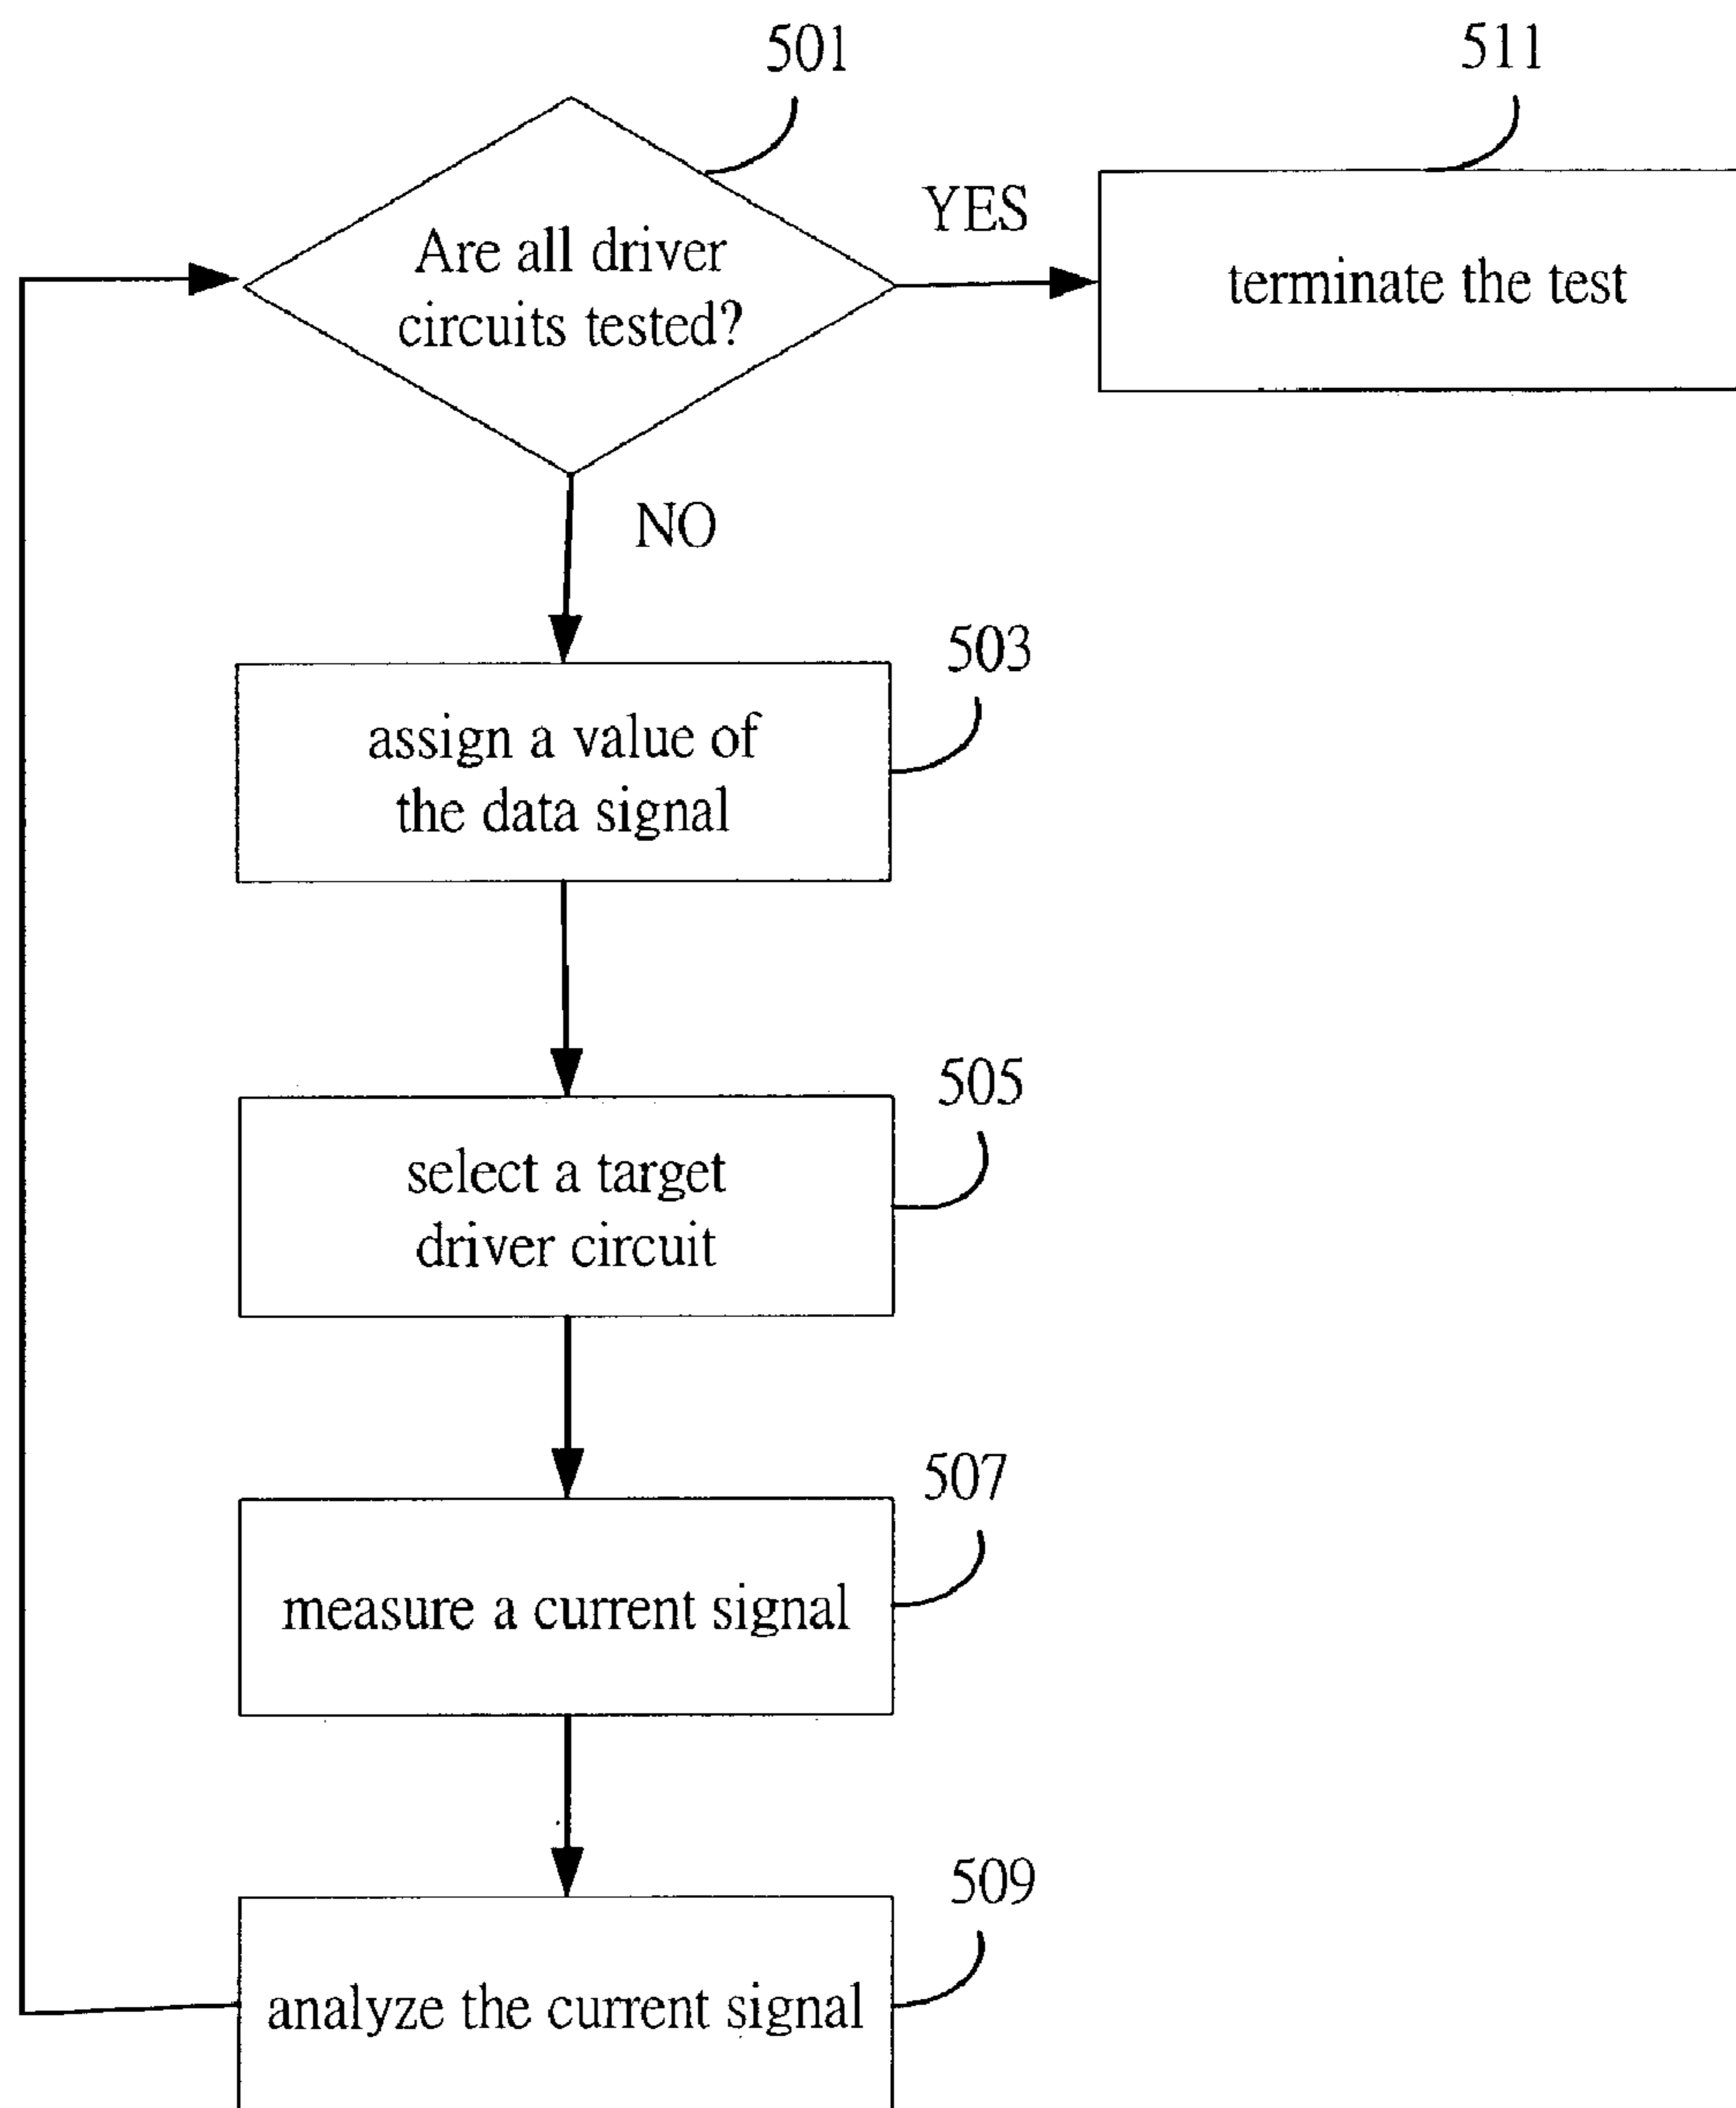 501
511
YES
Are all driver
circuits tested?
terminate the test
NO
503
assign a value of
the data signal
505
select a target
driver circuit
507
measure a current signal
509
analyze the current signal